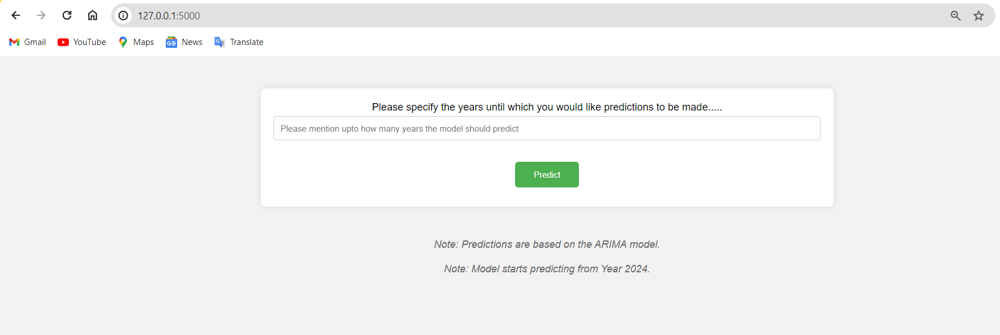 127.0.0.1:5000
Gmail YouTube Maps News Translate
Please specify the years until which you would like predictions to be made.....
Please mention upto how many years the model should predict
Predict
Note: Predictions are based on the ARIMA model.
Note: Model starts predicting from Year 2024.